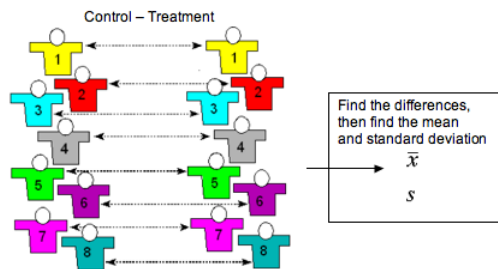 Control – Treatment
1 1
2 2
3 3
4 4
5 5
6 6
7 7
8 8
Find the differences,
then find the mean
and standard deviation
x̅
s